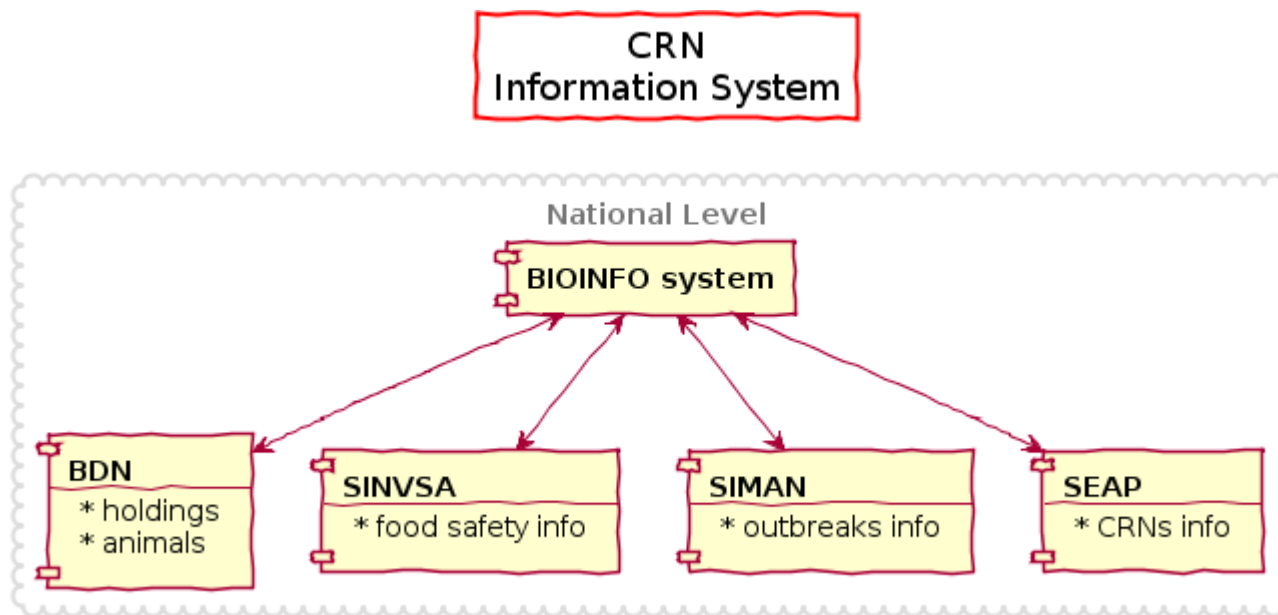 CRN
Information System
National Level
BIOINFO system
BDN
* holdings
* animals
SINVSA
* food safety info
SIMAN
* outbreaks info
SEAP
* CRNs info